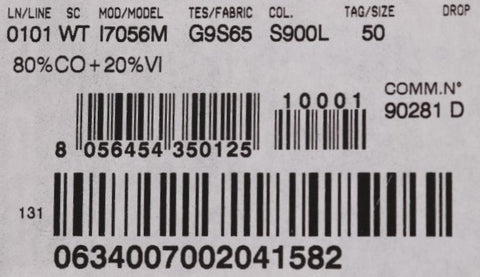 LN/LINE SC MOD/MODEL TES/FABRIC COL. TAG/SIZE DROP
0101 WT I7056M G9S65 S900L 50
80%CO+20%VI
COMM.N°
90281 D
10001
8 056454 350125
131
0634007002041582